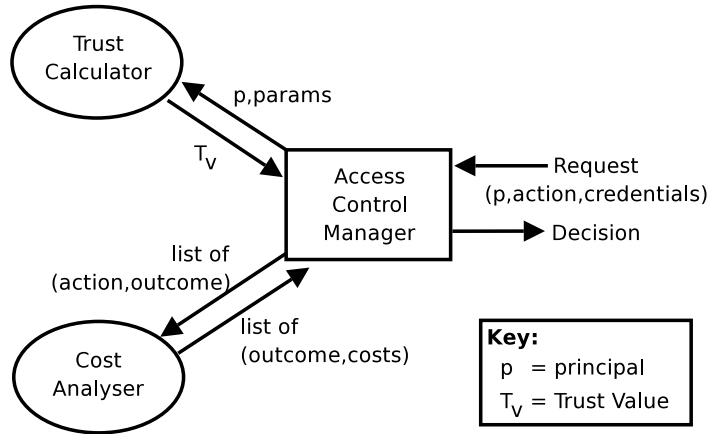 Trust
Calculator
p,params
T_v
Access
Control
Manager
Request
(p,action,credentials)
Decision
list of
(action,outcome)
list of
(outcome,costs)
Cost
Analyser
Key:
p = principal
T_v = Trust Value